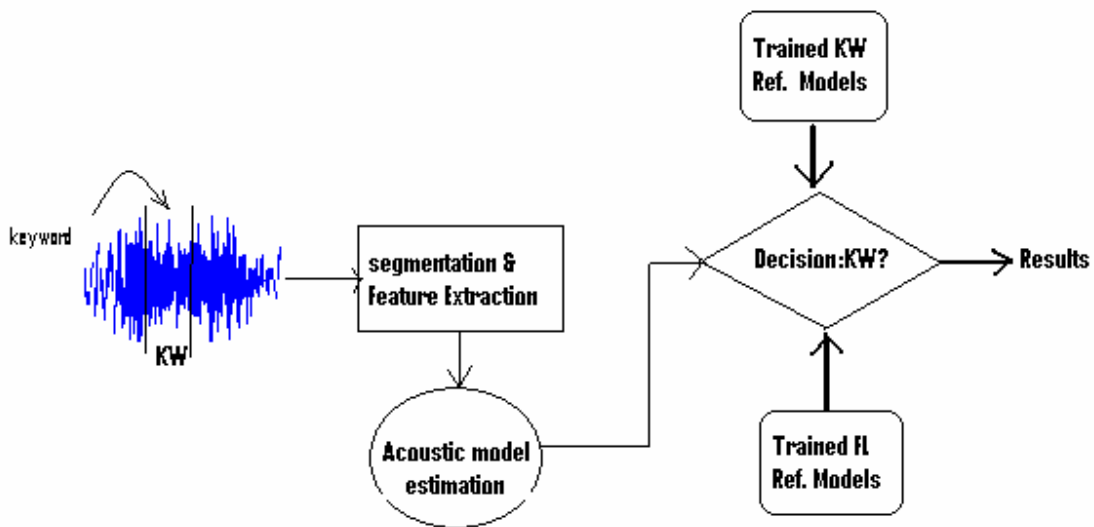 Trained KW
Ref. Models
keyword
KW
segmentation &
Feature Extraction
Acoustic model
estimation
Decision:KW?
Results
Trained FL
Ref. Models